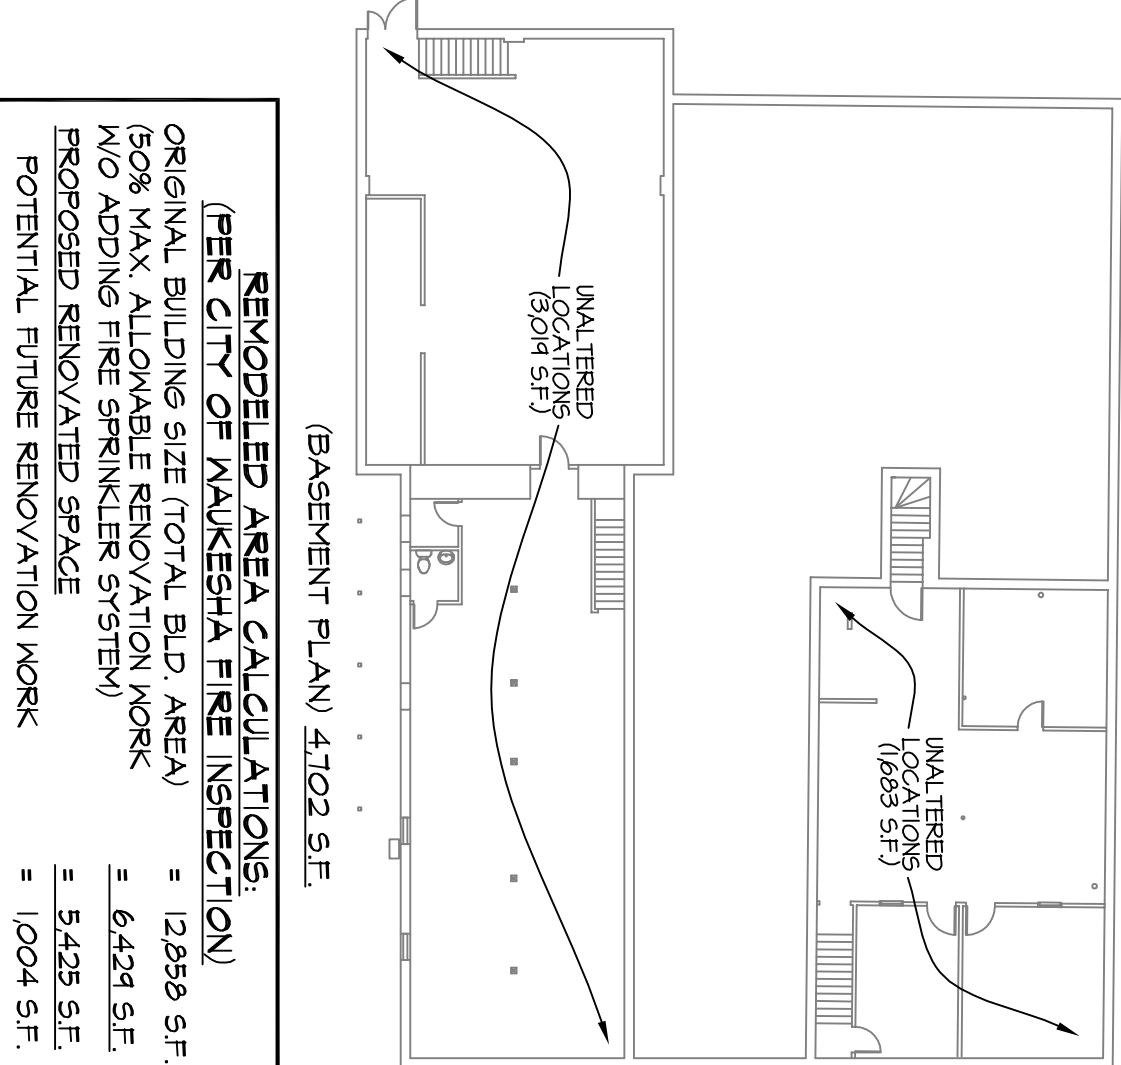 UNALTERED
LOCATIONS
(1,683 S.F.)
UNALTERED
LOCATIONS
(3,019 S.F.)
(BASEMENT PLAN) 4,702 S.F.
REMODELED AREA CALCULATIONS:
(PER CITY OF WAUKESHA FIRE INSPECTION)
ORIGINAL BUILDING SIZE (TOTAL BLD. AREA) = 12,858 S.F.
(50% MAX. ALLOWABLE RENOVATION WORK
W/O ADDING FIRE SPRINKLER SYSTEM) = 6,429 S.F.
PROPOSED RENOVATED SPACE = 5,425 S.F.
POTENTIAL FUTURE RENOVATION WORK = 1,004 S.F.